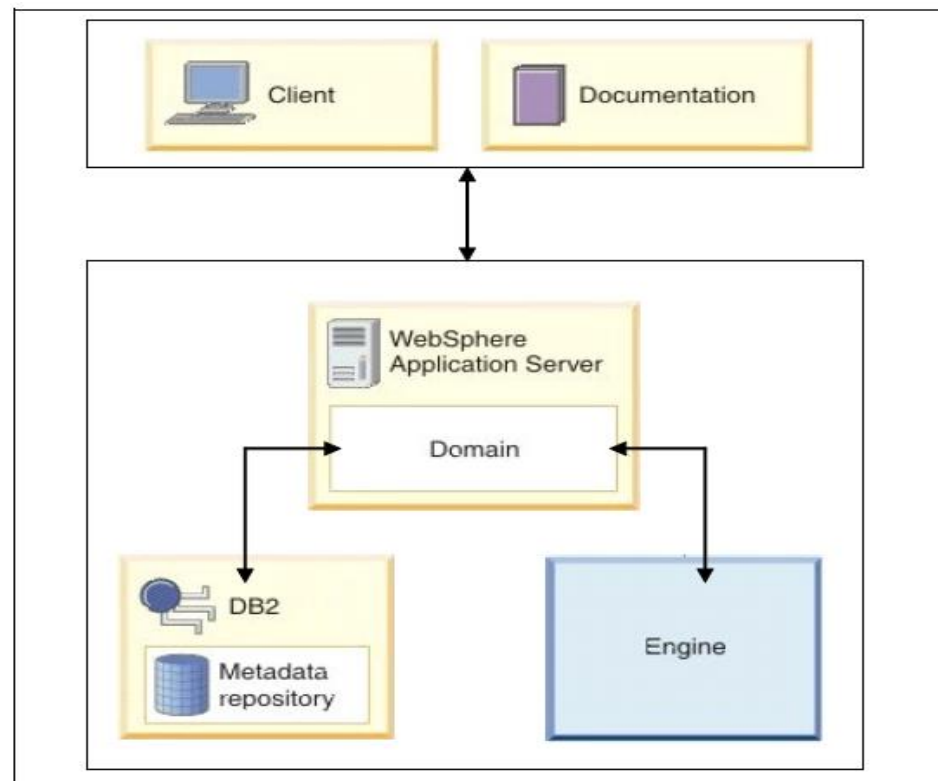 Client
Documentation
WebSphere
Application Server
Domain
DB2
Metadata
repository
Engine